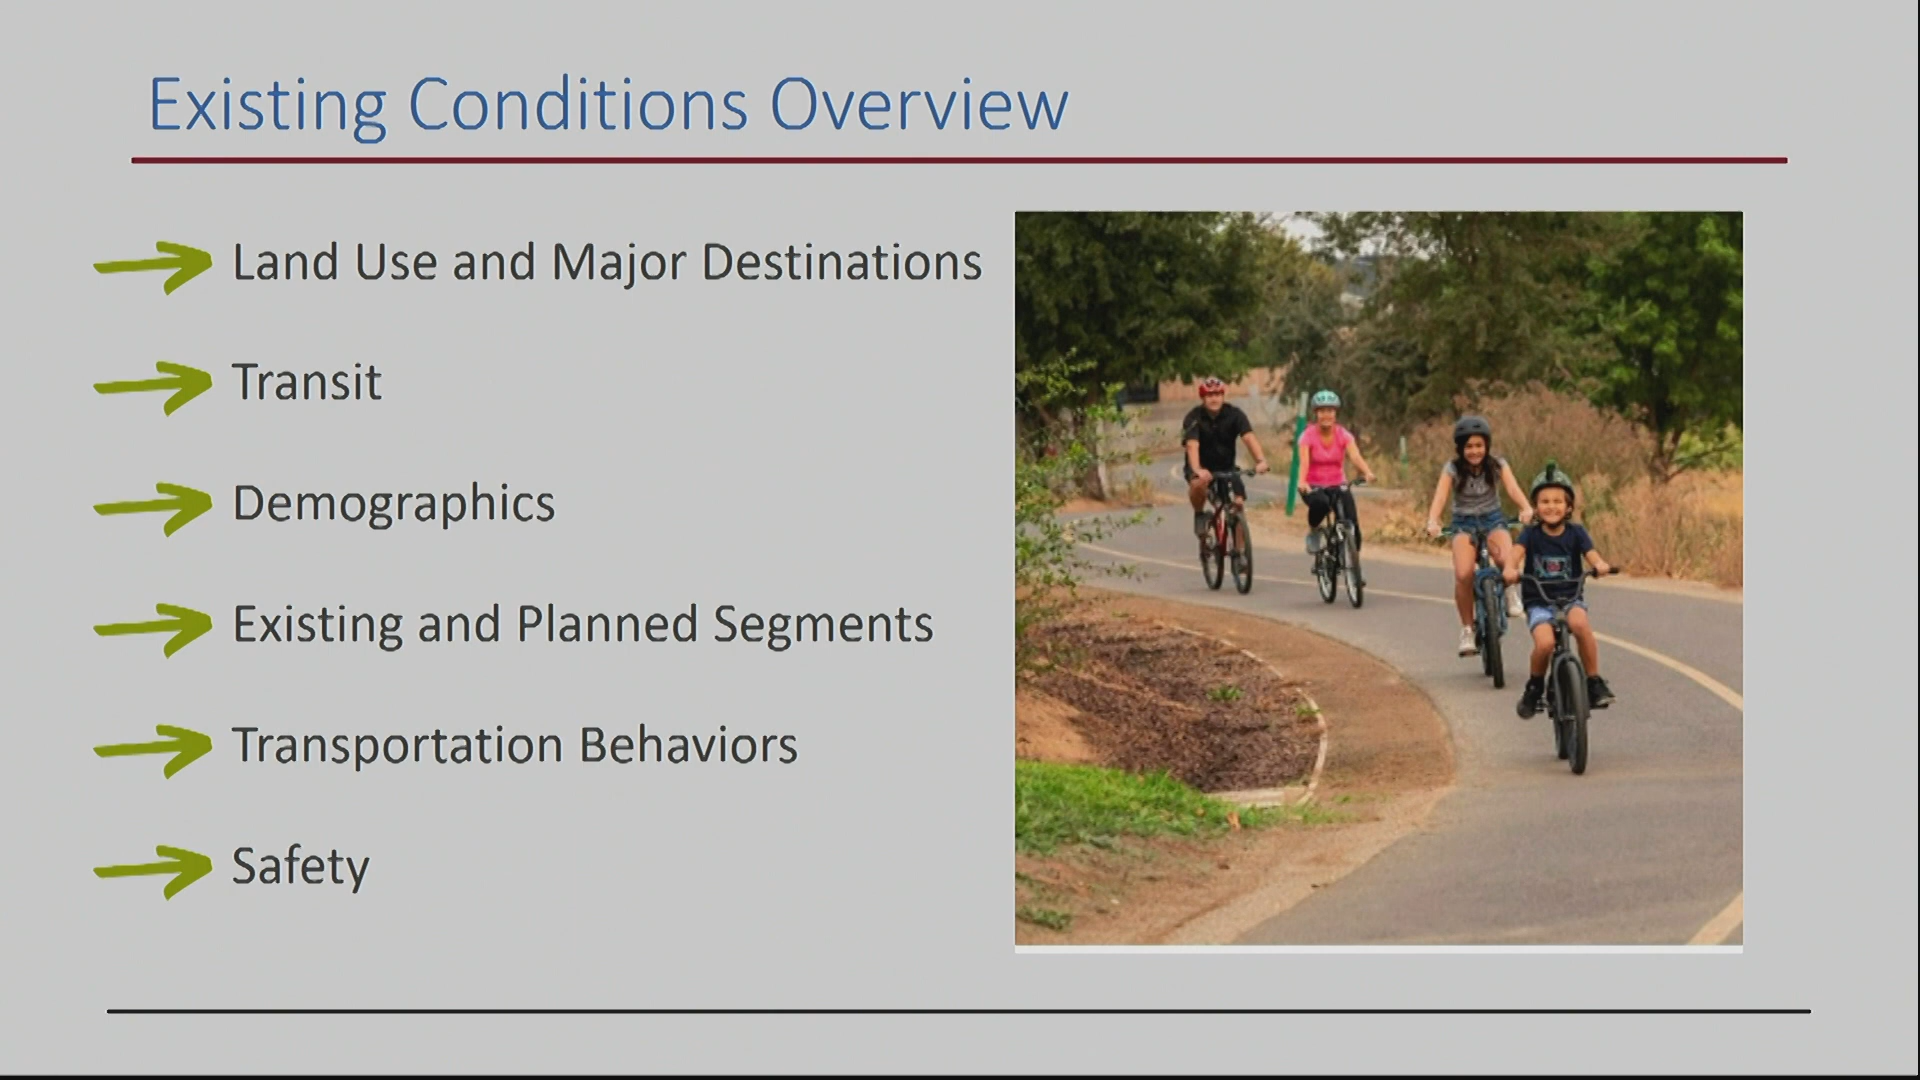 Existing Conditions Overview
Land Use and Major Destinations
Transit
Demographics
Existing and Planned Segments
Transportation Behaviors
Safety